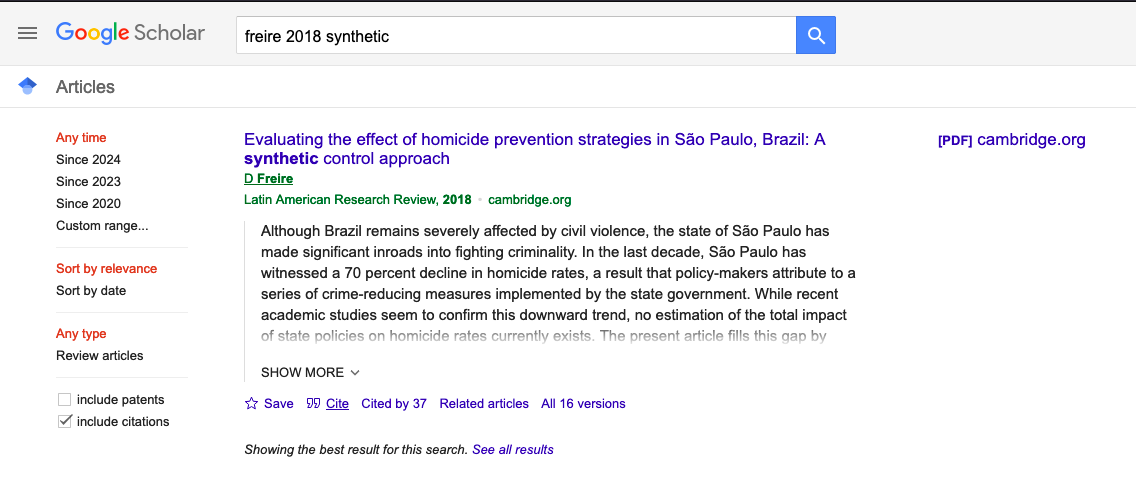 Google Scholar
freire 2018 synthetic
Articles
Any time
Since 2024
Since 2023
Since 2020
Custom range...
Sort by relevance
Sort by date
Any type
Review articles
include patents
include citations
Evaluating the effect of homicide prevention strategies in São Paulo, Brazil: A
synthetic control approach
D Freire
Latin American Research Review, 2018 • cambridge.org
Although Brazil remains severely affected by civil violence, the state of São Paulo has
made significant inroads into fighting criminality. In the last decade, São Paulo has
witnessed a 70 percent decline in homicide rates, a result that policy-makers attribute to a
series of crime-reducing measures implemented by the state government. While recent
academic studies seem to confirm this downward trend, no estimation of the total impact
of state policies on homicide rates currently exists. The present article fills this gap by
SHOW MORE
Save Cite Cited by 37 Related articles All 16 versions
Showing the best result for this search. See all results
[PDF] cambridge.org